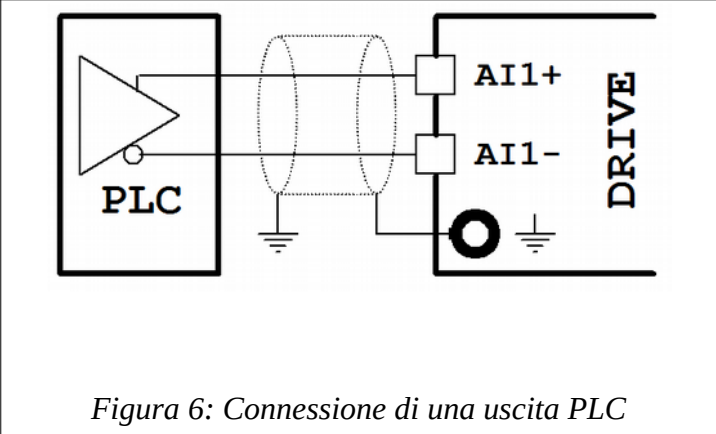 AI1+
AI1-
DRIVE
PLC
Figura 6: Connessione di una uscita PLC